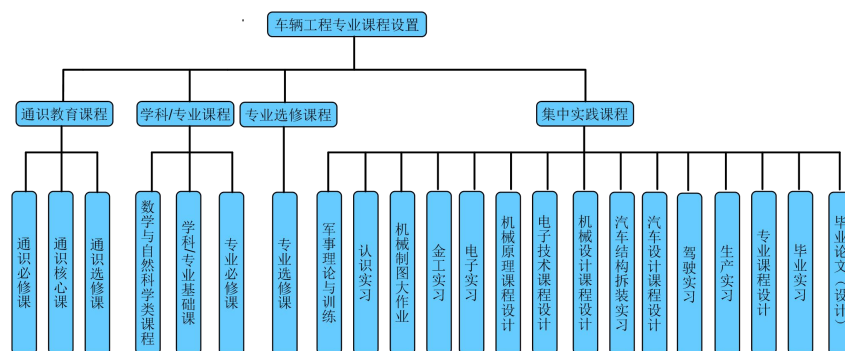 车辆工程专业课程设置
通识教育课程
学科/专业课程
专业选修课程
集中实践课程
通识必修课
通识核心课
通识选修课
数学与自然科学类课程
学科/专业基础课
专业必修课
专业选修课
军事理论与训练
认识实习
机械制图大作业
金工实习
电子实习
机械原理课程设计
电子技术课程设计
机械设计课程设计
汽车结构拆装实习
汽车设计课程设计
驾驶实习
生产实习
专业课程设计
毕业实习
毕业论文（设计）